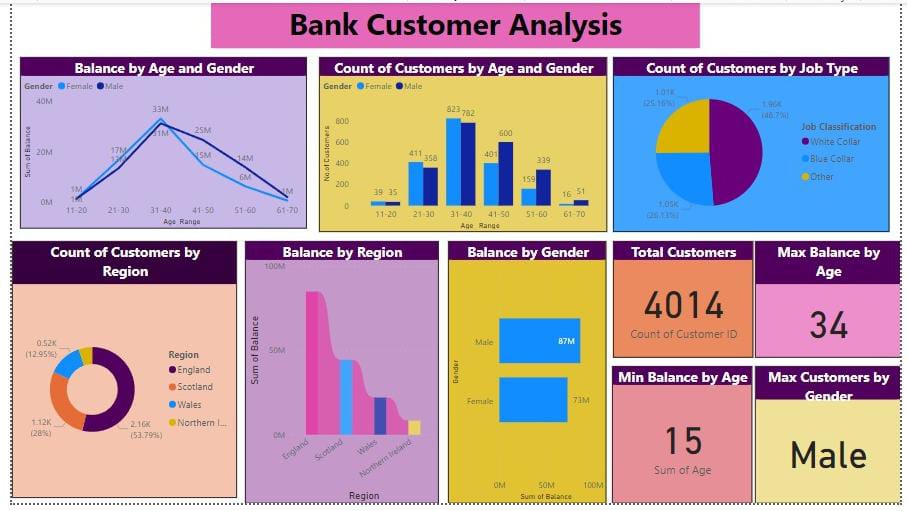 Bank Customer Analysis
Balance by Age and Gender
Gender Female Male
40M
20M
0M
Sum of Balance
33M
31M
25M
17M
15M
14M
6M
1M
1M
11-20 21-30 31-40 41-50 51-60 61-70
Age Range
Count of Customers by Age and Gender
Gender Female Male
800
600
400
200
0
No.of Customers
39 35 411 358 823 782 401 600 159 339 16 51
11-20 21-30 31-40 41-50 51-60 61-70
Age Range
Count of Customers by Job Type
1.01K
(25.16%)
1.96K
(48.7%)
1.05K
(26.13%)
Job Classification
White Collar
Blue Collar
Other
Count of Customers by
Region
0.52K
(12.95%)
1.12K
(28%)
2.16K
(53.79%)
Region
England
Scotland
Wales
Northern I...
Balance by Region
100M
50M
0M
Sum of Balance
England
Scotland
Wales
Northern Ireland
Region
Balance by Gender
Gender
Male 87M
Female 73M
0M 50M 100M
Sum of Balance
Total Customers
4014
Count of Customer ID
Max Balance by
Age
34
Min Balance by Age
15
Sum of Age
Max Customers by
Gender
Male